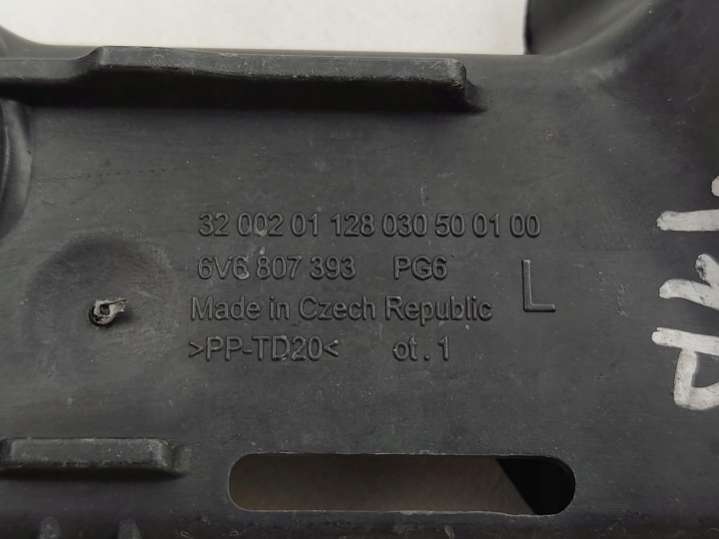 32 002 01 128 030 50 01 00
6V6 807 393 PG6
L
Made in Czech Republic
>PP-TD20< ot. 1